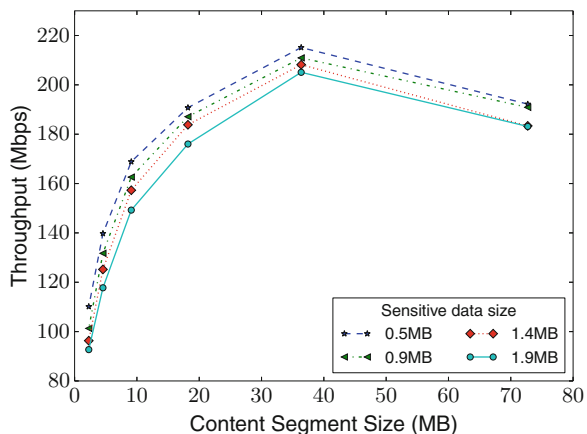 220
200
180
160
140
120
100
80
Throughput (Mbps)
0 10 20 30 40 50 60 70 80
Content Segment Size (MB)
Sensitive data size
0.5MB 1.4MB
0.9MB 1.9MB